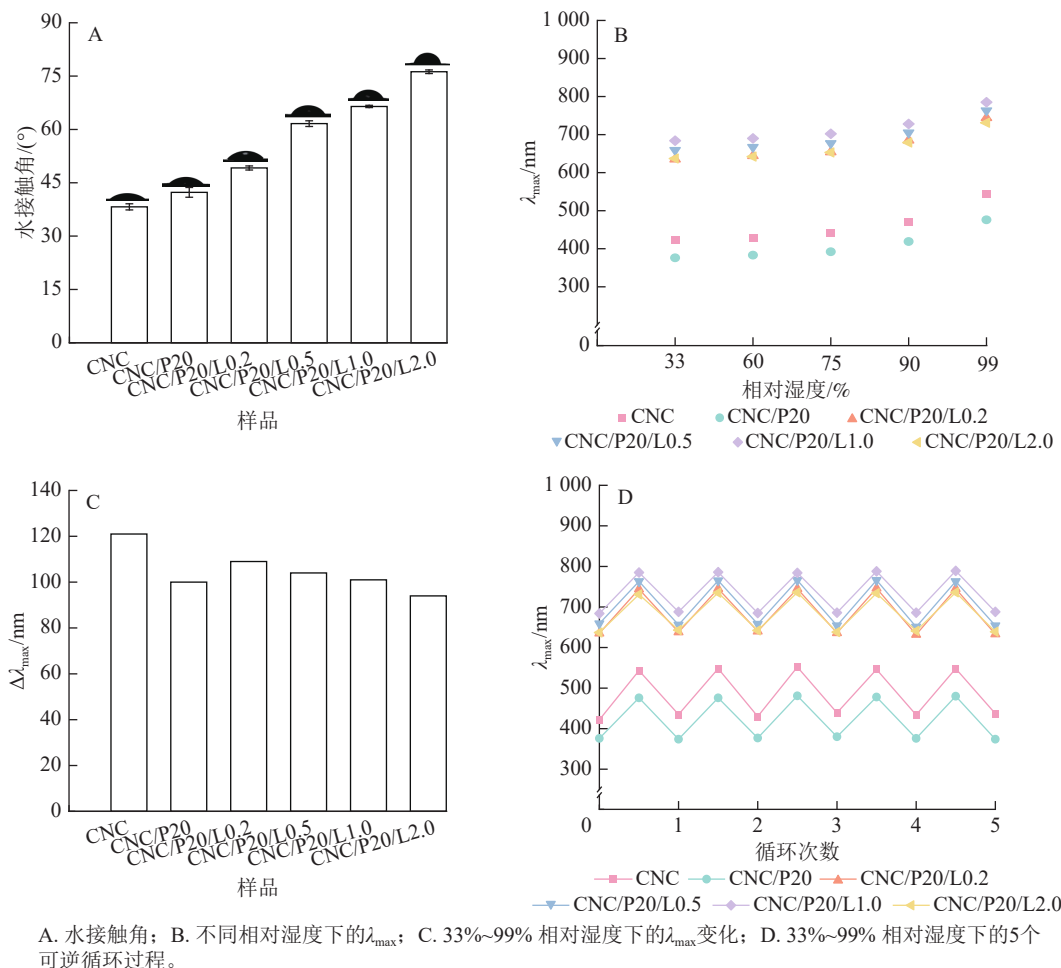 A
90
75
60
45
30
15
0
水接触角/(°)
CNC
CNC/P20
CNC/P20/L0.2
CNC/P20/L0.5
CNC/P20/L1.0
CNC/P20/L2.0
样品
B
1 000
900
800
700
600
500
400
300
0
λmax/nm
33
60
75
90
99
相对湿度/%
CNC CNC/P20 CNC/P20/L0.2
CNC/P20/L0.5 CNC/P20/L1.0 CNC/P20/L2.0
C
140
120
100
80
60
40
20
0
Δλmax/nm
CNC
CNC/P20
CNC/P20/L0.2
CNC/P20/L0.5
CNC/P20/L1.0
CNC/P20/L2.0
样品
D
1 000
900
800
700
600
500
400
300
λmax/nm
0 1 2 3 4 5
循环次数
CNC CNC/P20 CNC/P20/L0.2
CNC/P20/L0.5 CNC/P20/L1.0 CNC/P20/L2.0
A. 水接触角；B. 不同相对湿度下的λmax；C. 33%~99% 相对湿度下的λmax变化；D. 33%~99% 相对湿度下的5个
可逆循环过程。